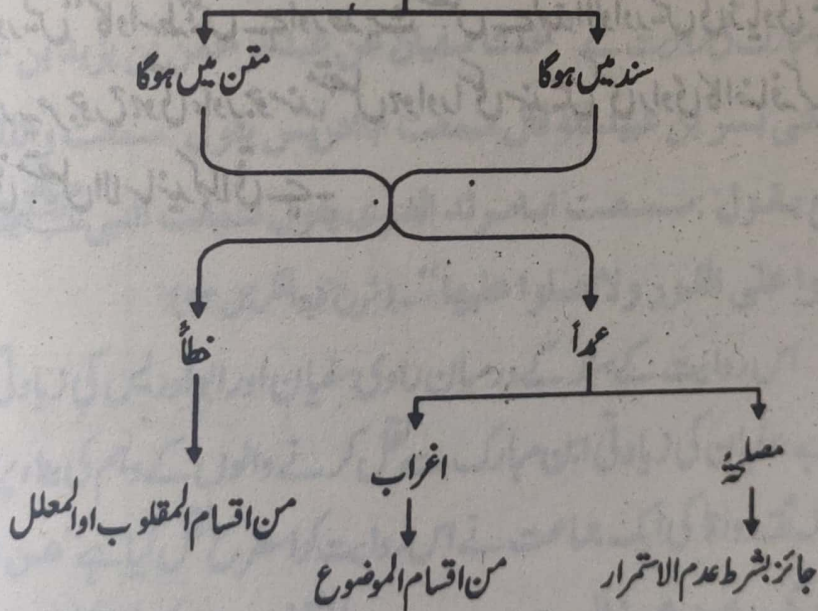 سند میں ہوگا
متن میں ہوگا
عمداً
خطأً
مصلحۃً
اغراب
من اقسام المقلوب او المعلل
جائز بشرط عدم الاستمرار
من اقسام الموضوع